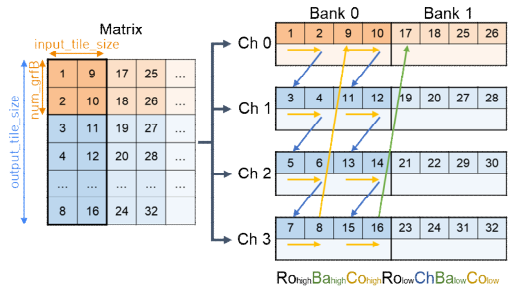 Matrix
input_tile_size
num_grfB
output_tile_size
1 9 17 25 ...
2 10 18 26 ...
3 11 19 27 ...
4 12 20 28 ...
... ... ... ... ...
8 16 24 32 ...
Bank 0 Bank 1
Ch 0 1 2 9 10 17 18 25 26
Ch 1 3 4 11 12 19 20 27 28
Ch 2 5 6 13 14 21 22 29 30
Ch 3 7 8 15 16 23 24 31 32
RohighBahighCohigh RolowChBalowColow